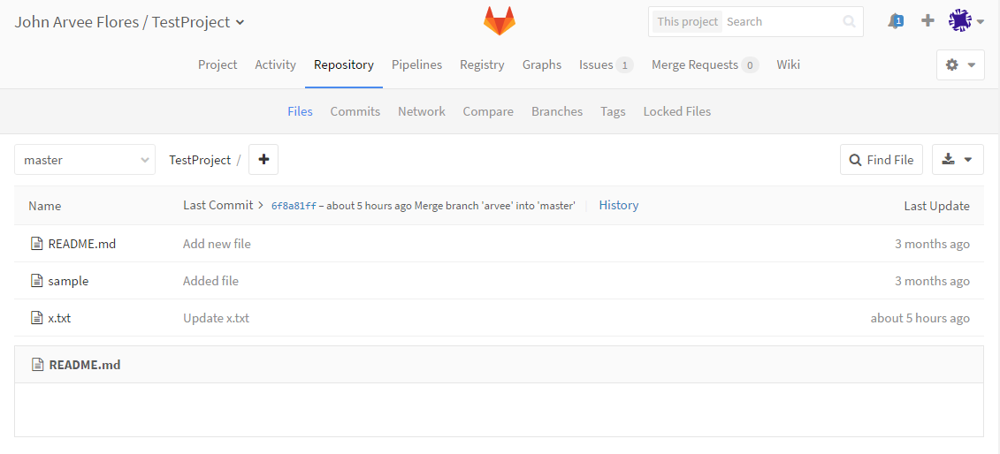 John Arvee Flores / TestProject
This project Search
1
Project Activity Repository Pipelines Registry Graphs Issues 1 Merge Requests 0 Wiki
Files Commits Network Compare Branches Tags Locked Files
master TestProject / Find File
Name Last Commit > 6f8a81ff – about 5 hours ago Merge branch 'arvee' into 'master' History Last Update
README.md Add new file 3 months ago
sample Added file 3 months ago
x.txt Update x.txt about 5 hours ago
README.md